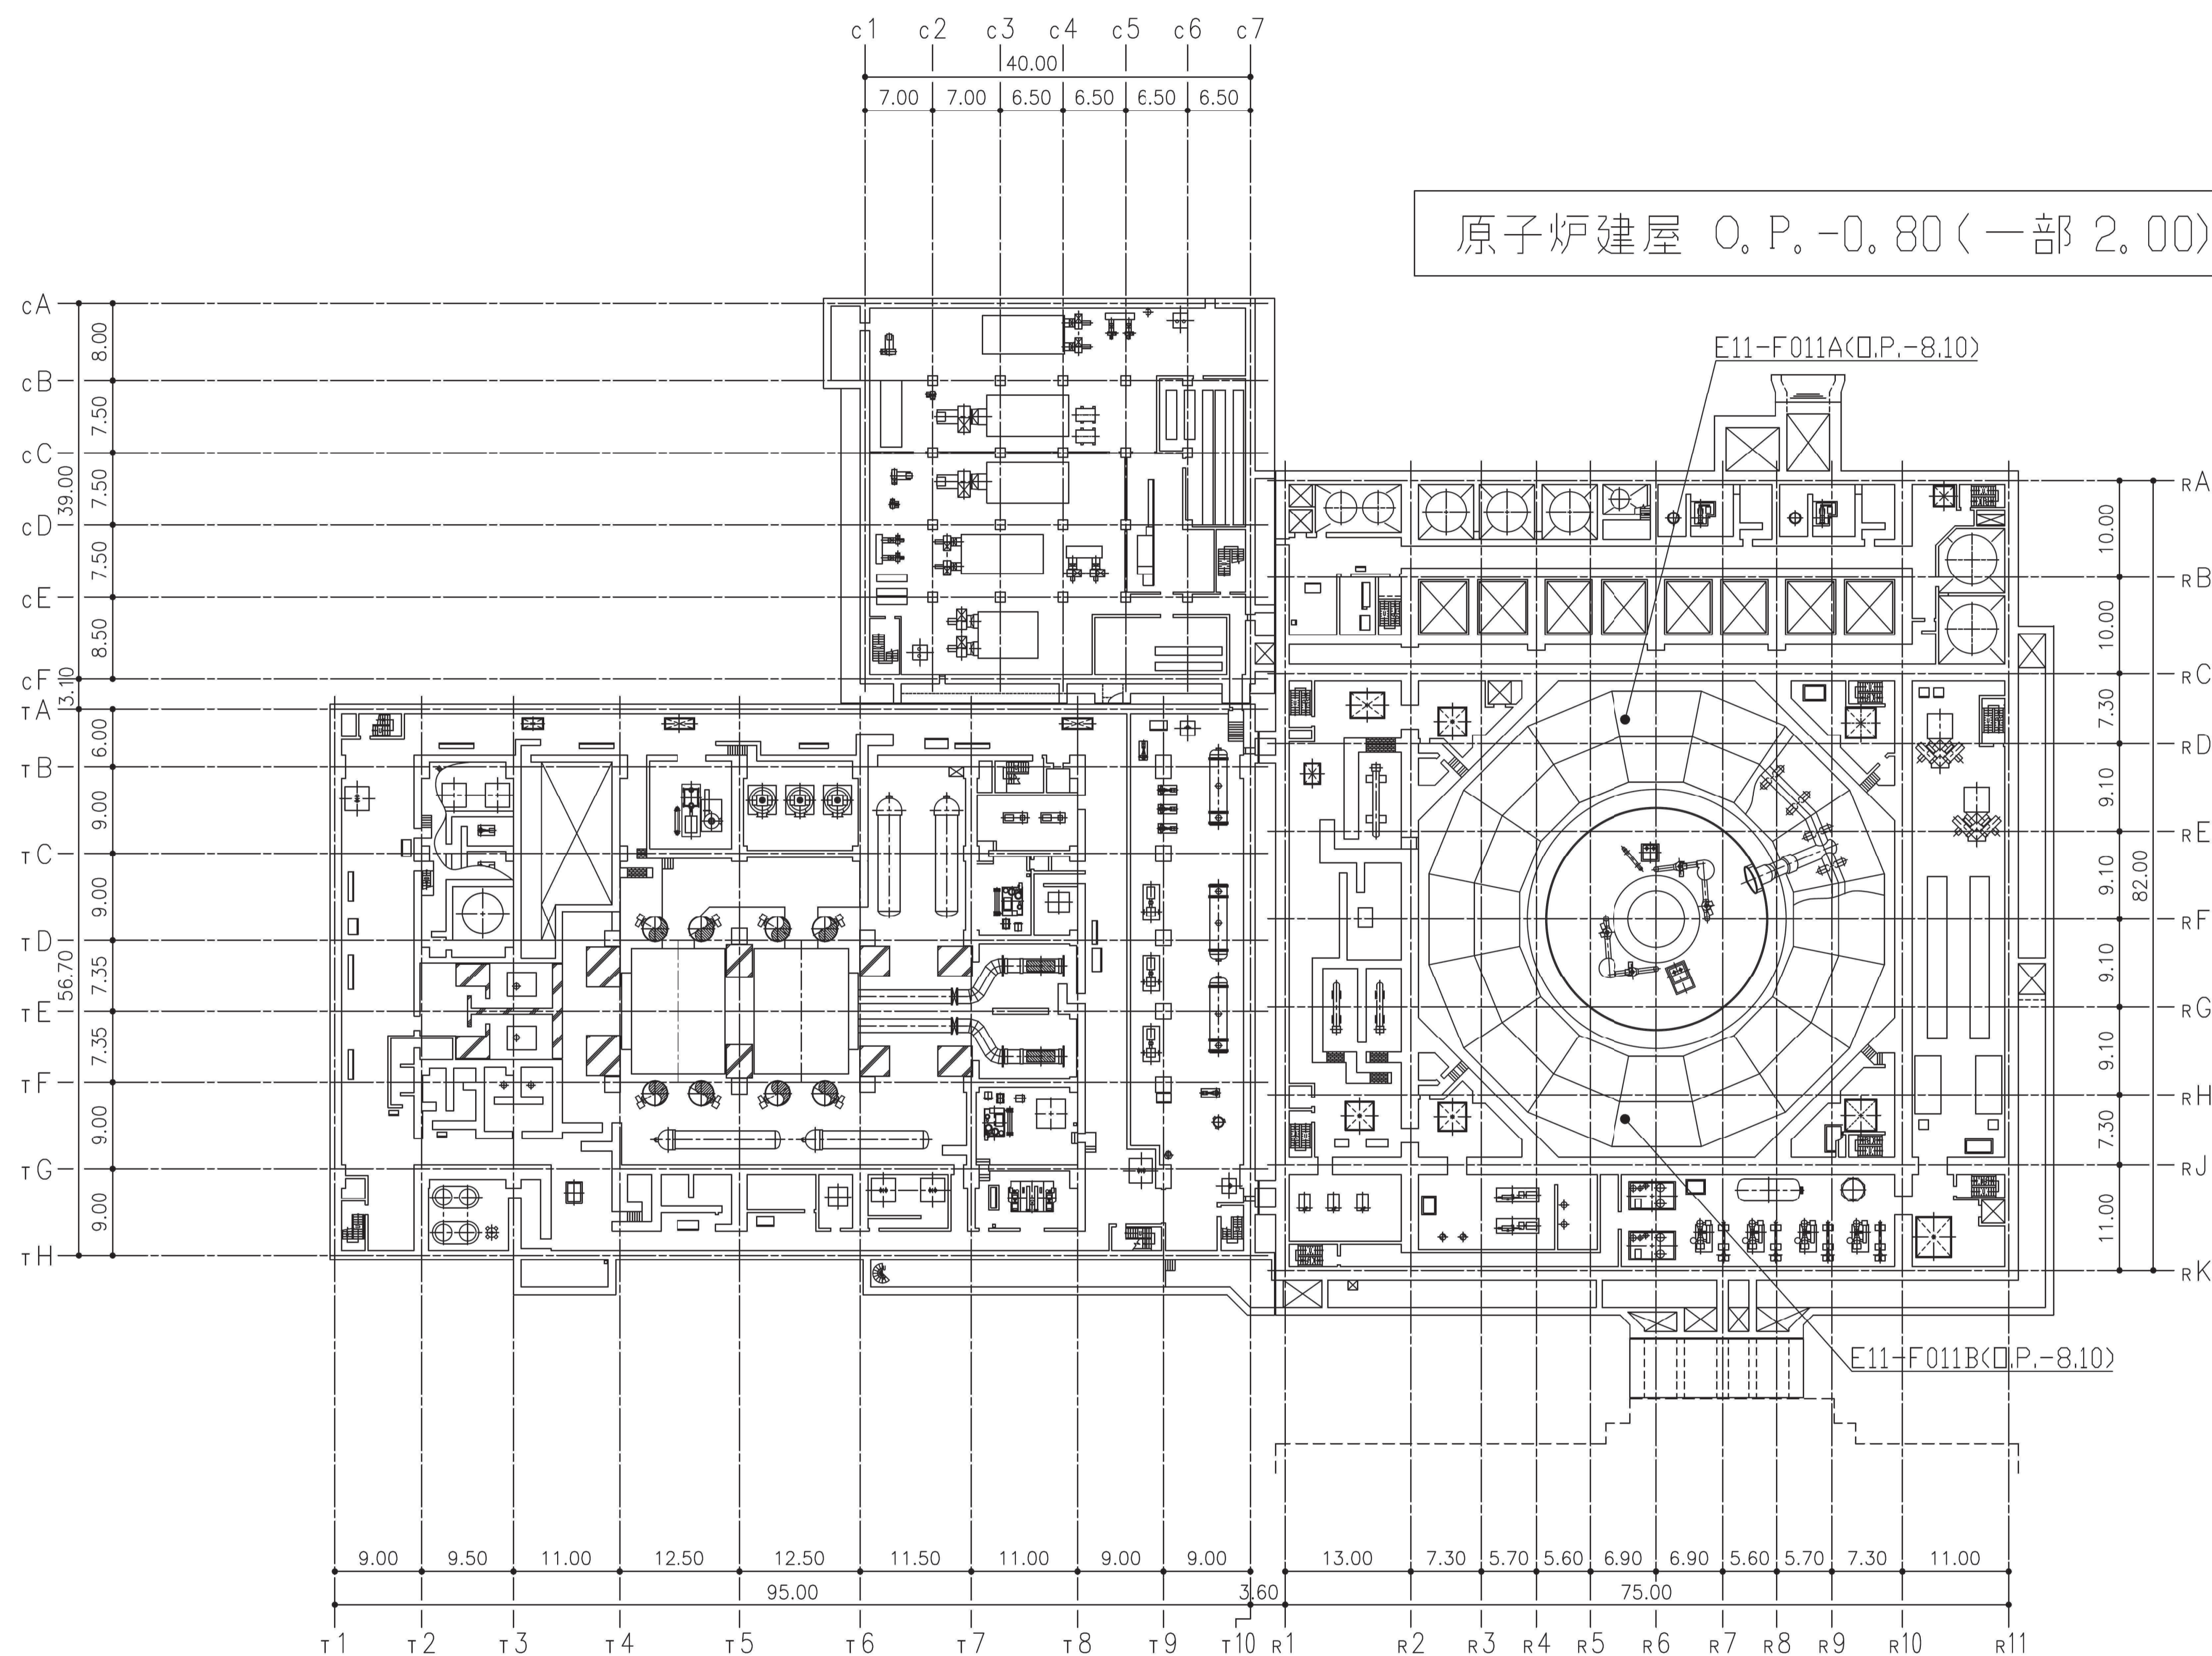 c1 c2 c3 c4 c5 c6 c7
40.00
7.00 7.00 6.50 6.50 6.50 6.50
原子炉建屋 O.P.-0.80(一部 2.00)
E11-F011A(O.P.-8.10)
cA
cB
cC
cD
cE
cF
TA
TB
TC
TD
TE
TF
TG
TH
8.00
7.50
7.50
7.50
8.50
39.00
3.10
6.00
9.00
9.00
7.35
7.35
9.00
9.00
56.70
RA
RB
RC
RD
RE
RF
RG
RH
RJ
RK
10.00
10.00
7.30
9.10
9.10
9.10
9.10
7.30
11.00
82.00
E11-F011B(O.P.-8.10)
9.00 9.50 11.00 12.50 12.50 11.50 11.00 9.00 9.00 13.00 7.30 5.70 5.60 6.90 6.90 5.60 5.70 7.30 11.00
95.00 3.60 75.00
T1 T2 T3 T4 T5 T6 T7 T8 T9 T10 R1 R2 R3 R4 R5 R6 R7 R8 R9 R10 R11